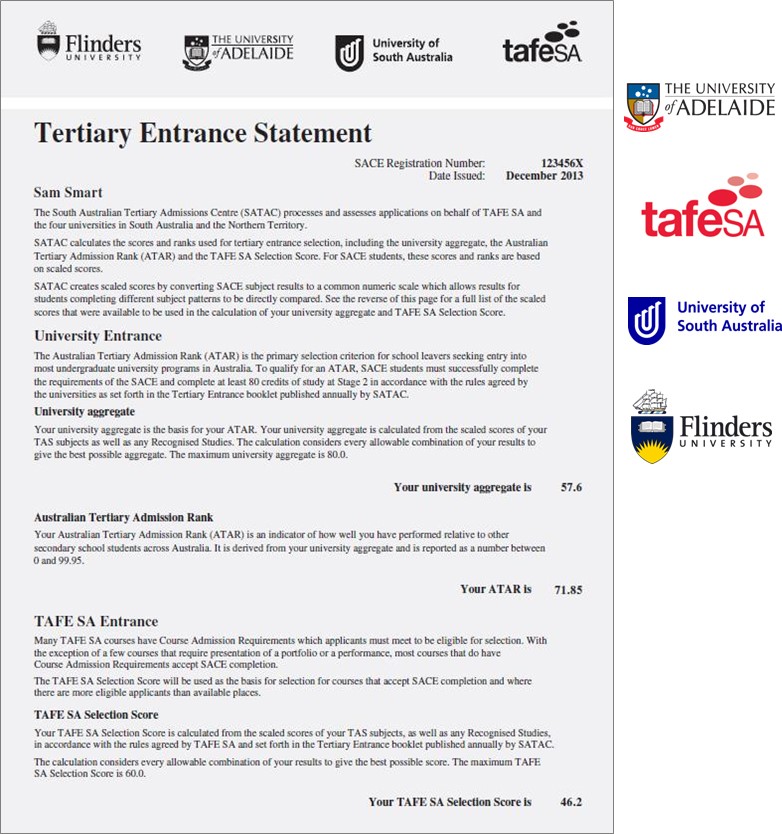 Flinders
UNIVERSITY
THE UNIVERSITY
of ADELAIDE
University of
South Australia
tafeSA
Tertiary Entrance Statement
SACE Registration Number: 123456X
Date Issued: December 2013
Sam Smart
The South Australian Tertiary Admissions Centre (SATAC) processes and assesses applications on behalf of TAFE SA and
the four universities in South Australia and the Northern Territory.
SATAC calculates the scores and ranks used for tertiary entrance selection, including the university aggregate, the Australian
Tertiary Admission Rank (ATAR) and the TAFE SA Selection Score. For SACE students, these scores and ranks are based
on scaled scores.
SATAC creates scaled scores by converting SACE subject results to a common numeric scale which allows results for
students completing different subject patterns to be directly compared. See the reverse of this page for a full list of the scaled
scores that were available to be used in the calculation of your university aggregate and TAFE SA Selection Score.
University Entrance
The Australian Tertiary Admission Rank (ATAR) is the primary selection criterion for school leavers seeking entry into
most undergraduate university programs in Australia. To qualify for an ATAR, SACE students must successfully complete
the requirements of the SACE and complete at least 80 credits of study at Stage 2 in accordance with the rules agreed by
the universities as set forth in the Tertiary Entrance booklet published annually by SATAC.
University aggregate
Your university aggregate is the basis for your ATAR. Your university aggregate is calculated from the scaled scores of your
TAS subjects as well as any Recognised Studies. The calculation considers every allowable combination of your results to
give the best possible aggregate. The maximum university aggregate is 80.0.
Your university aggregate is 57.6
Australian Tertiary Admission Rank
Your Australian Tertiary Admission Rank (ATAR) is an indicator of how well you have performed relative to other
secondary school students across Australia. It is derived from your university aggregate and is reported as a number between
0 and 99.95.
Your ATAR is 71.85
TAFE SA Entrance
Many TAFE SA courses have Course Admission Requirements which applicants must meet to be eligible for selection. With
the exception of a few courses that require presentation of a portfolio or a performance, most courses that do have
Course Admission Requirements accept SACE completion.
The TAFE SA Selection Score will be used as the basis for selection for courses that accept SACE completion and where
there are more eligible applicants than available places.
TAFE SA Selection Score
Your TAFE SA Selection Score is calculated from the scaled scores of your TAS subjects, as well as any Recognised Studies,
in accordance with the rules agreed by TAFE SA and set forth in the Tertiary Entrance booklet published annually by SATAC.
The calculation considers every allowable combination of your results to give the best possible score. The maximum TAFE
SA Selection Score is 60.0.
Your TAFE SA Selection Score is 46.2
THE UNIVERSITY
of ADELAIDE
tafeSA
University of
South Australia
Flinders
UNIVERSITY